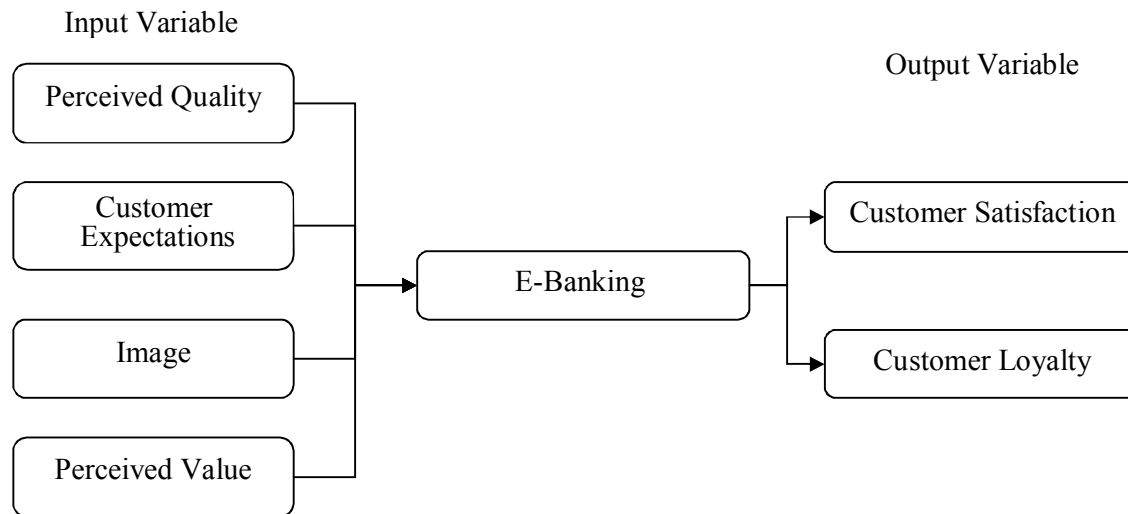 Input Variable
Output Variable
Perceived Quality
Customer
Expectations
Customer Satisfaction
E-Banking
Image
Customer Loyalty
Perceived Value